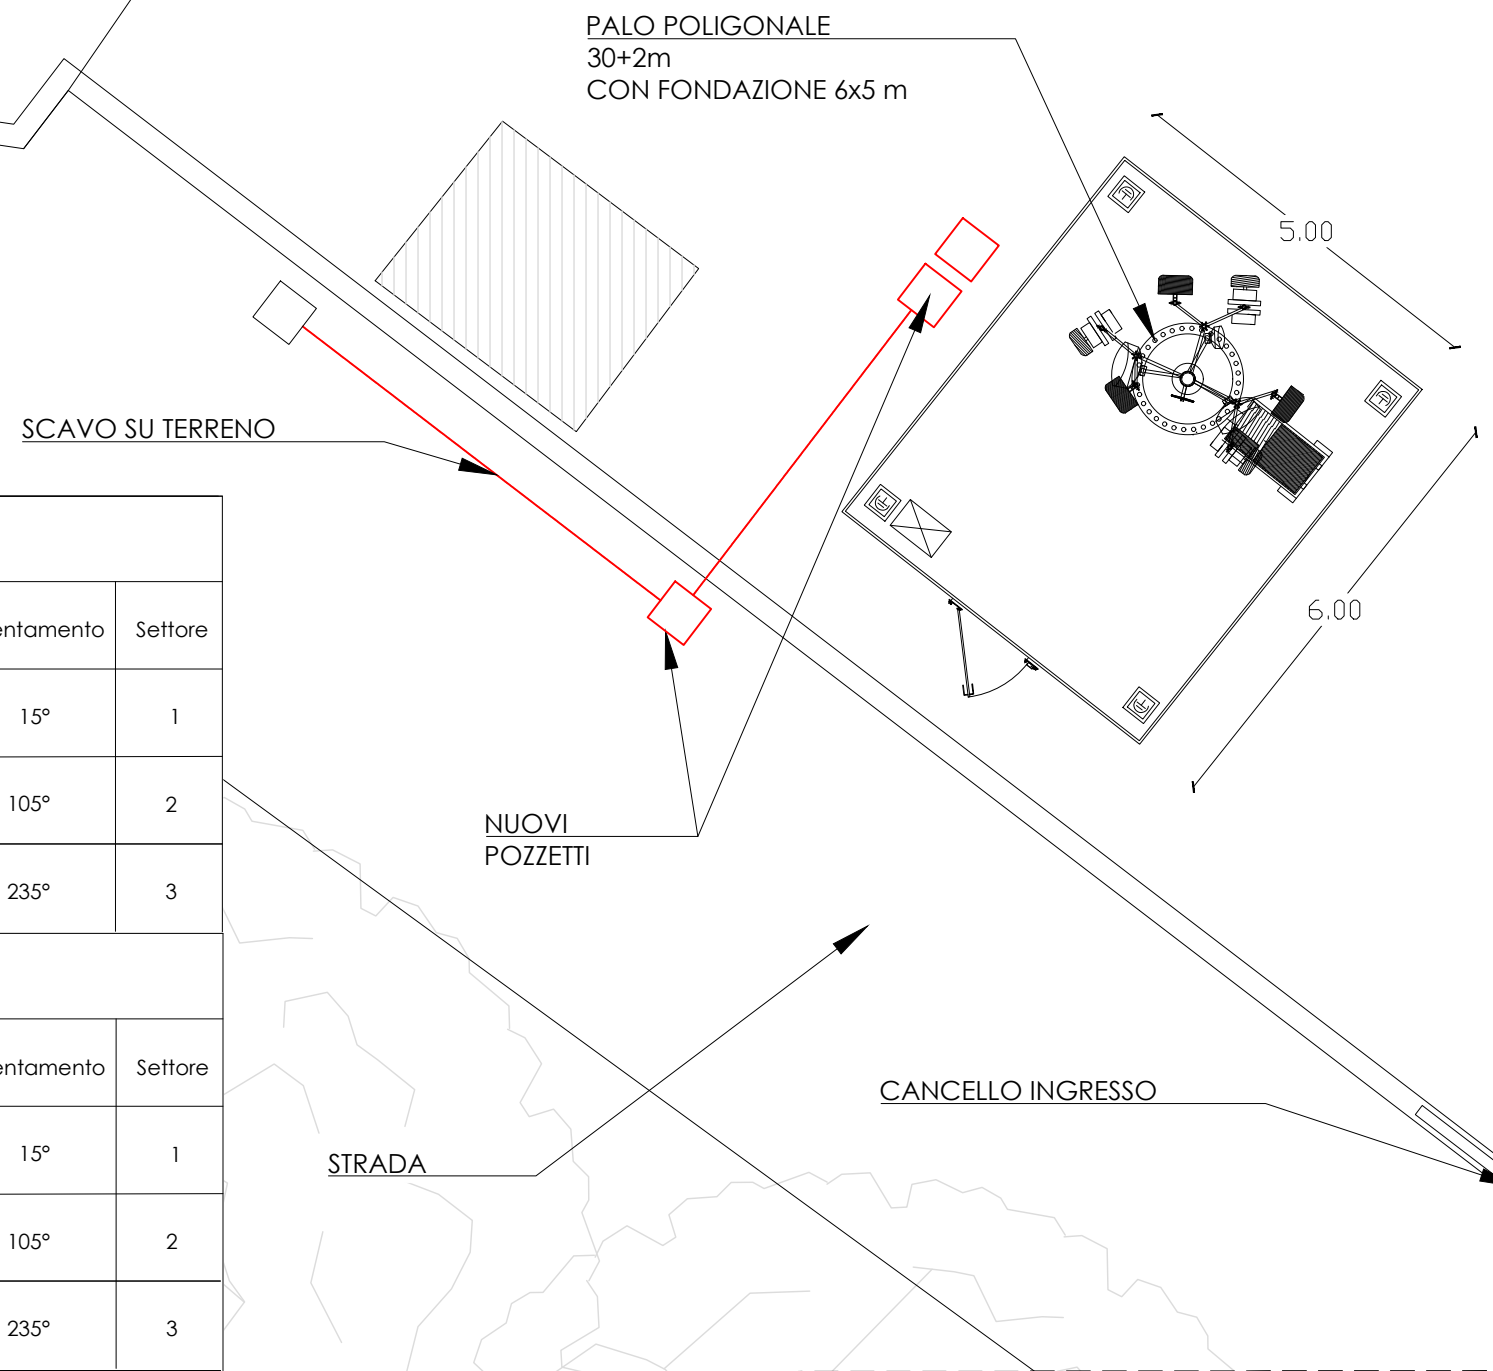 PALO POLIGONALE
30+2m
CON FONDAZIONE 6x5 m
5.00
SCAVO SU TERRENO
6.00
entamento Settore
15° 1
105° 2
235° 3
NUOVI
POZZETTI
entamento Settore
15° 1
105° 2
235° 3
CANCELLO INGRESSO
STRADA